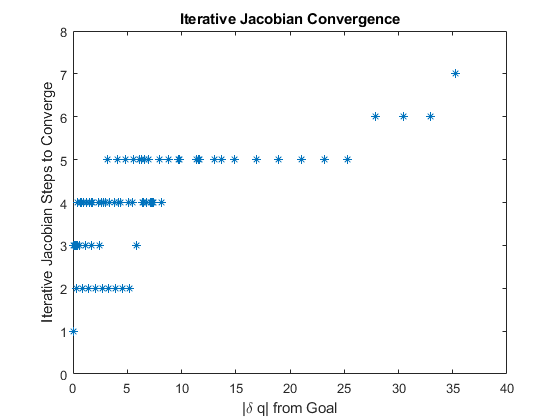 Iterative Jacobian Convergence
8
7
6
5
4
3
2
1
0
Iterative Jacobian Steps to Converge
0 5 10 15 20 25 30 35 40
|δ q| from Goal